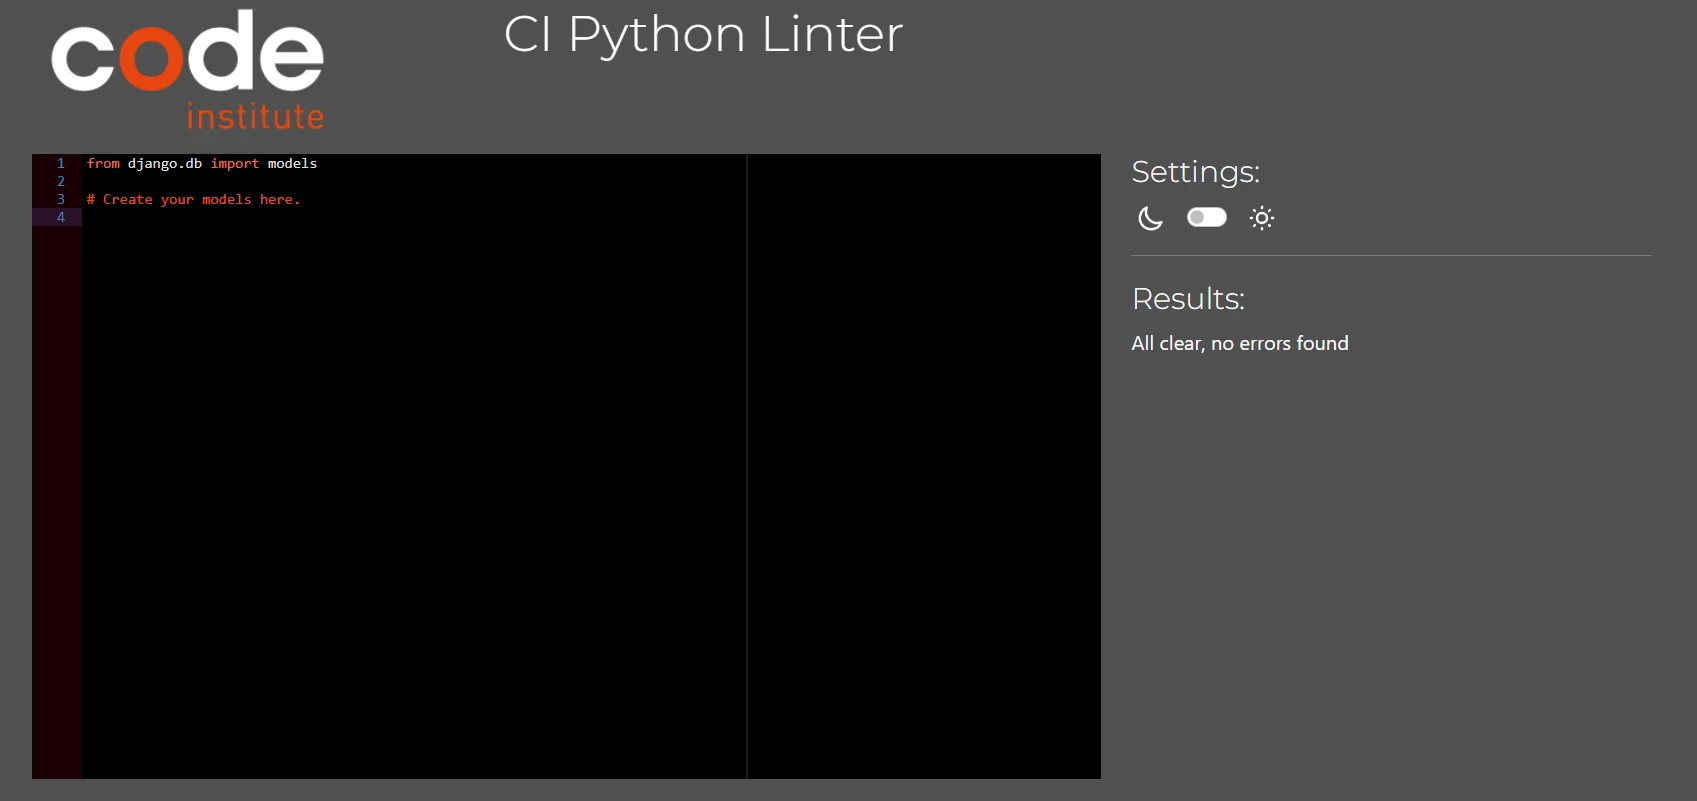 code
institute
CI Python Linter
1 from django.db import models
2
3 # Create your models here.
4
Settings:
Results:
All clear, no errors found